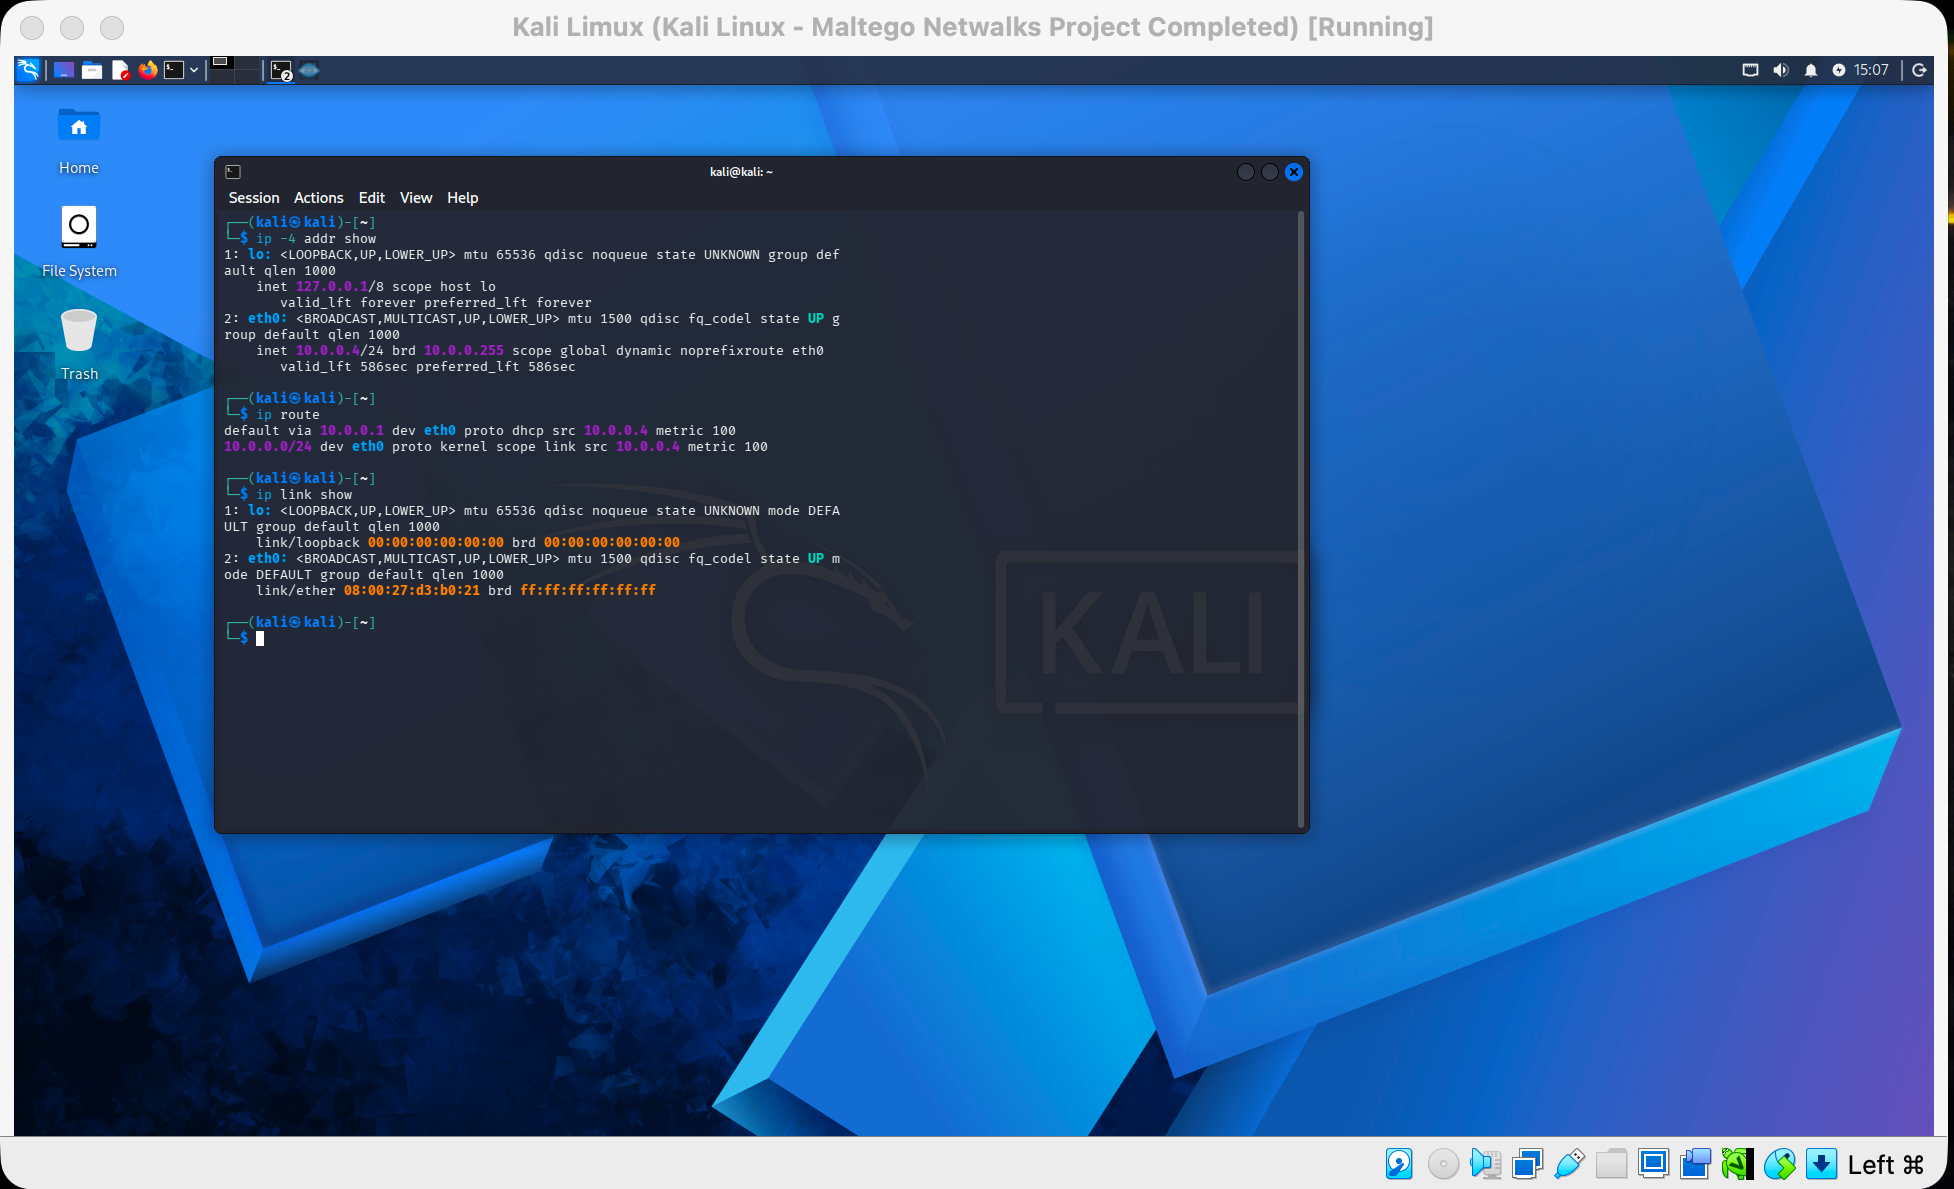 Kali Limux (Kali Linux - Maltego Netwalks Project Completed) [Running]
2
15:07
Home
File System
Trash
kali@kali: ~
Session Actions Edit View Help
┌──(kali㉿kali)-[~]
└─$ ip -4 addr show
1: lo: <LOOPBACK,UP,LOWER_UP> mtu 65536 qdisc noqueue state UNKNOWN group def
ault qlen 1000
    inet 127.0.0.1/8 scope host lo
       valid_lft forever preferred_lft forever
2: eth0: <BROADCAST,MULTICAST,UP,LOWER_UP> mtu 1500 qdisc fq_codel state UP g
roup default qlen 1000
    inet 10.0.0.4/24 brd 10.0.0.255 scope global dynamic noprefixroute eth0
       valid_lft 586sec preferred_lft 586sec
┌──(kali㉿kali)-[~]
└─$ ip route
default via 10.0.0.1 dev eth0 proto dhcp src 10.0.0.4 metric 100
10.0.0.0/24 dev eth0 proto kernel scope link src 10.0.0.4 metric 100
┌──(kali㉿kali)-[~]
└─$ ip link show
1: lo: <LOOPBACK,UP,LOWER_UP> mtu 65536 qdisc noqueue state UNKNOWN mode DEFA
ULT group default qlen 1000
    link/loopback 00:00:00:00:00:00 brd 00:00:00:00:00:00
2: eth0: <BROADCAST,MULTICAST,UP,LOWER_UP> mtu 1500 qdisc fq_codel state UP m
ode DEFAULT group default qlen 1000
    link/ether 08:00:27:d3:b0:21 brd ff:ff:ff:ff:ff:ff
┌──(kali㉿kali)-[~]
└─$
KALI
Left ⌘